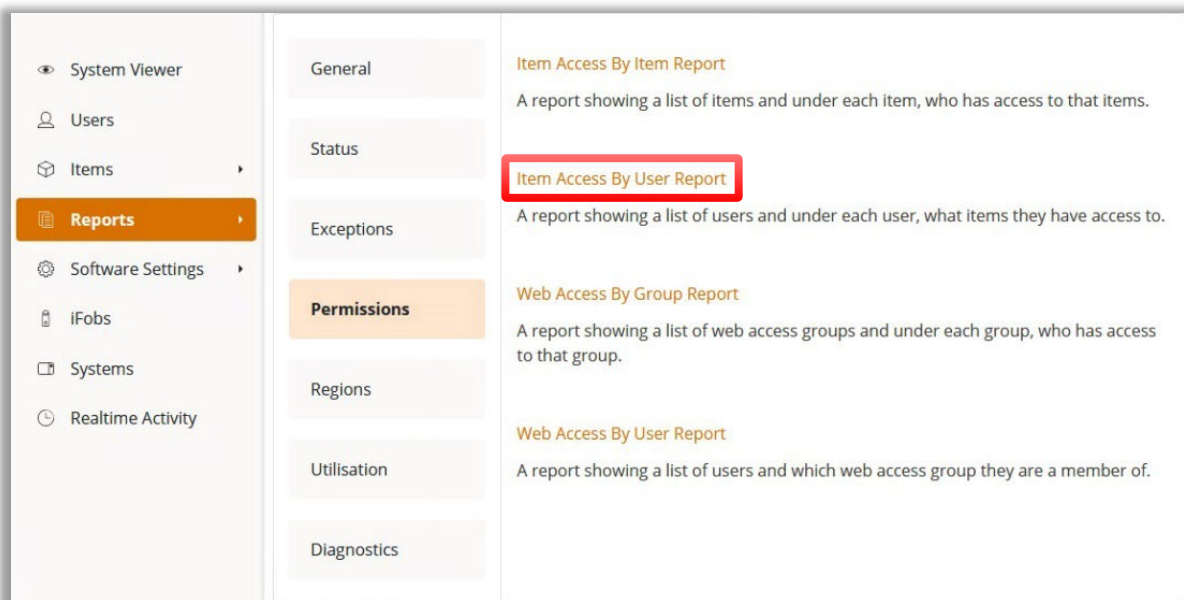 System Viewer
Users
Items
Reports
Software Settings
iFobs
Systems
Realtime Activity
General
Status
Exceptions
Permissions
Regions
Utilisation
Diagnostics
Item Access By Item Report
A report showing a list of items and under each item, who has access to that items.
Item Access By User Report
A report showing a list of users and under each user, what items they have access to.
Web Access By Group Report
A report showing a list of web access groups and under each group, who has access
to that group.
Web Access By User Report
A report showing a list of users and which web access group they are a member of.